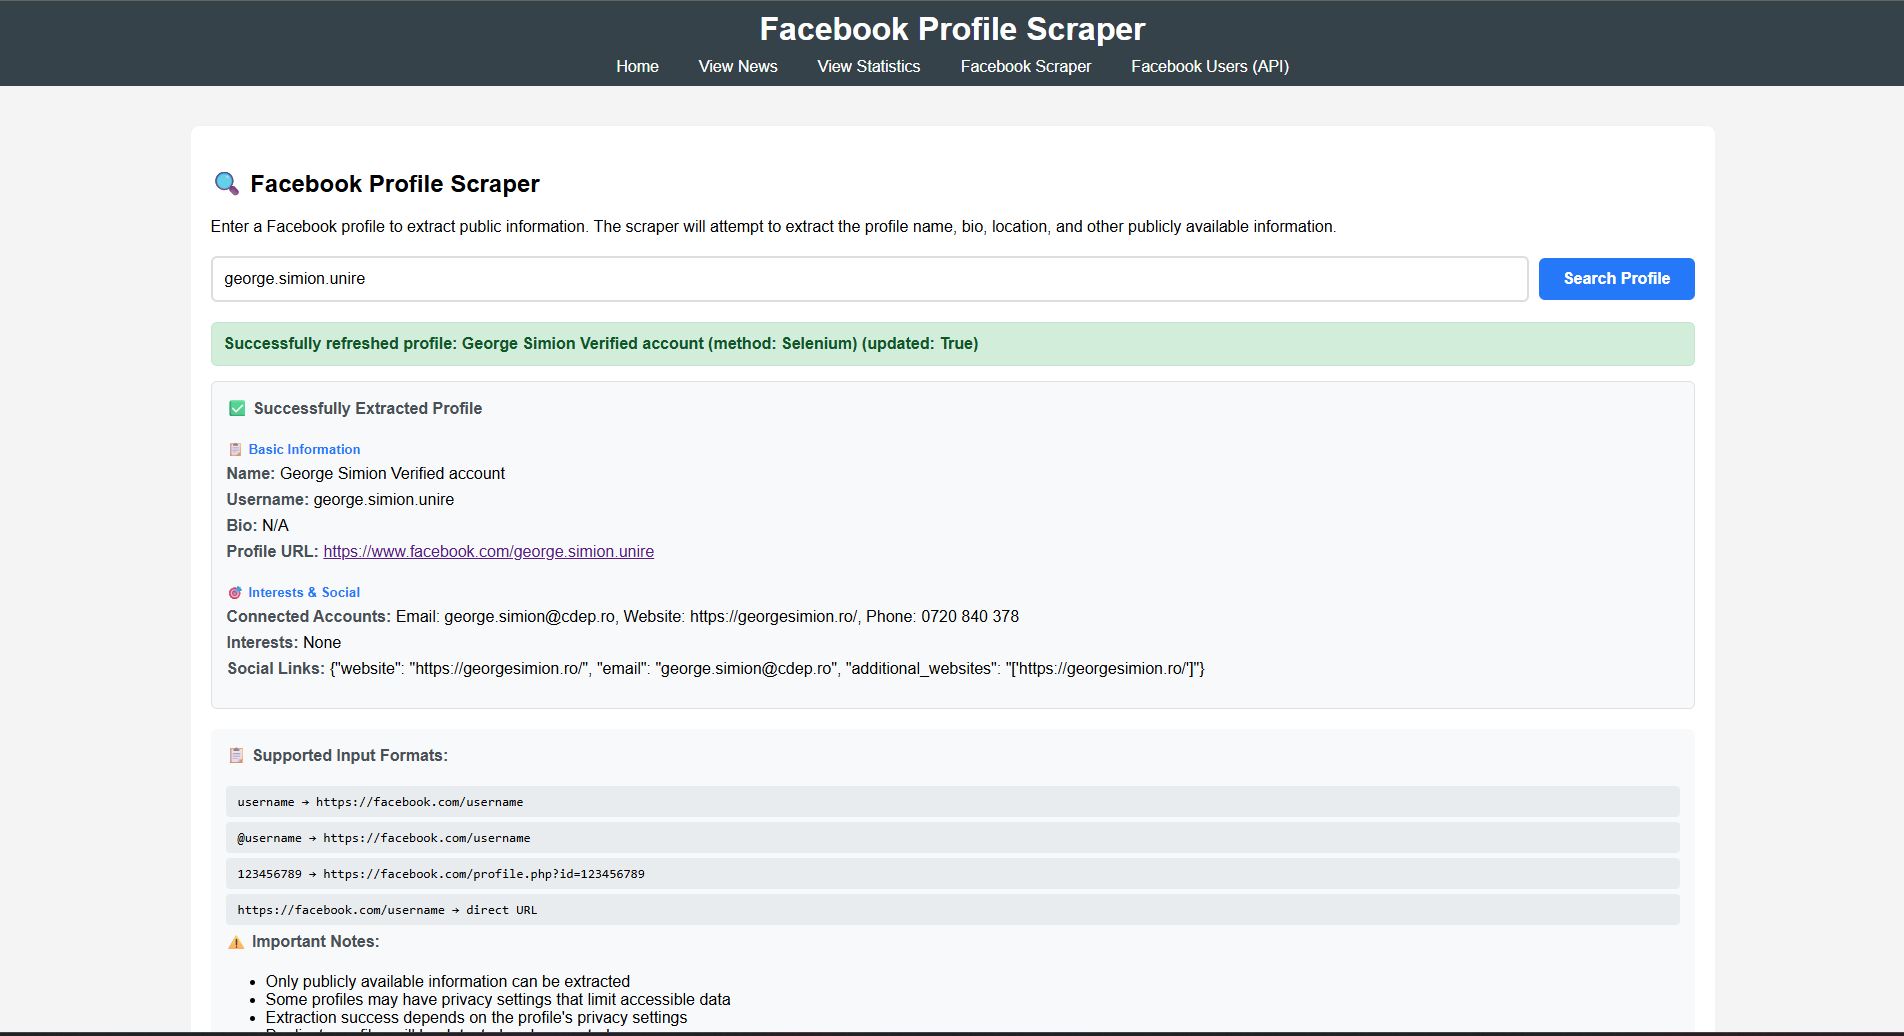 Facebook Profile Scraper
Home View News View Statistics Facebook Scraper Facebook Users (API)
Facebook Profile Scraper
Enter a Facebook profile to extract public information. The scraper will attempt to extract the profile name, bio, location, and other publicly available information.
george.simion.unire Search Profile
Successfully refreshed profile: George Simion Verified account (method: Selenium) (updated: True)
Successfully Extracted Profile
Basic Information
Name: George Simion Verified account
Username: george.simion.unire
Bio: N/A
Profile URL: https://www.facebook.com/george.simion.unire
Interests & Social
Connected Accounts: Email: george.simion@cdep.ro, Website: https://georgesimion.ro/, Phone: 0720 840 378
Interests: None
Social Links: {"website": "https://georgesimion.ro/", "email": "george.simion@cdep.ro", "additional_websites": "['https://georgesimion.ro/']"}
Supported Input Formats:
username → https://facebook.com/username
@username → https://facebook.com/username
123456789 → https://facebook.com/profile.php?id=123456789
https://facebook.com/username → direct URL
Important Notes:
Only publicly available information can be extracted
Some profiles may have privacy settings that limit accessible data
Extraction success depends on the profile's privacy settings